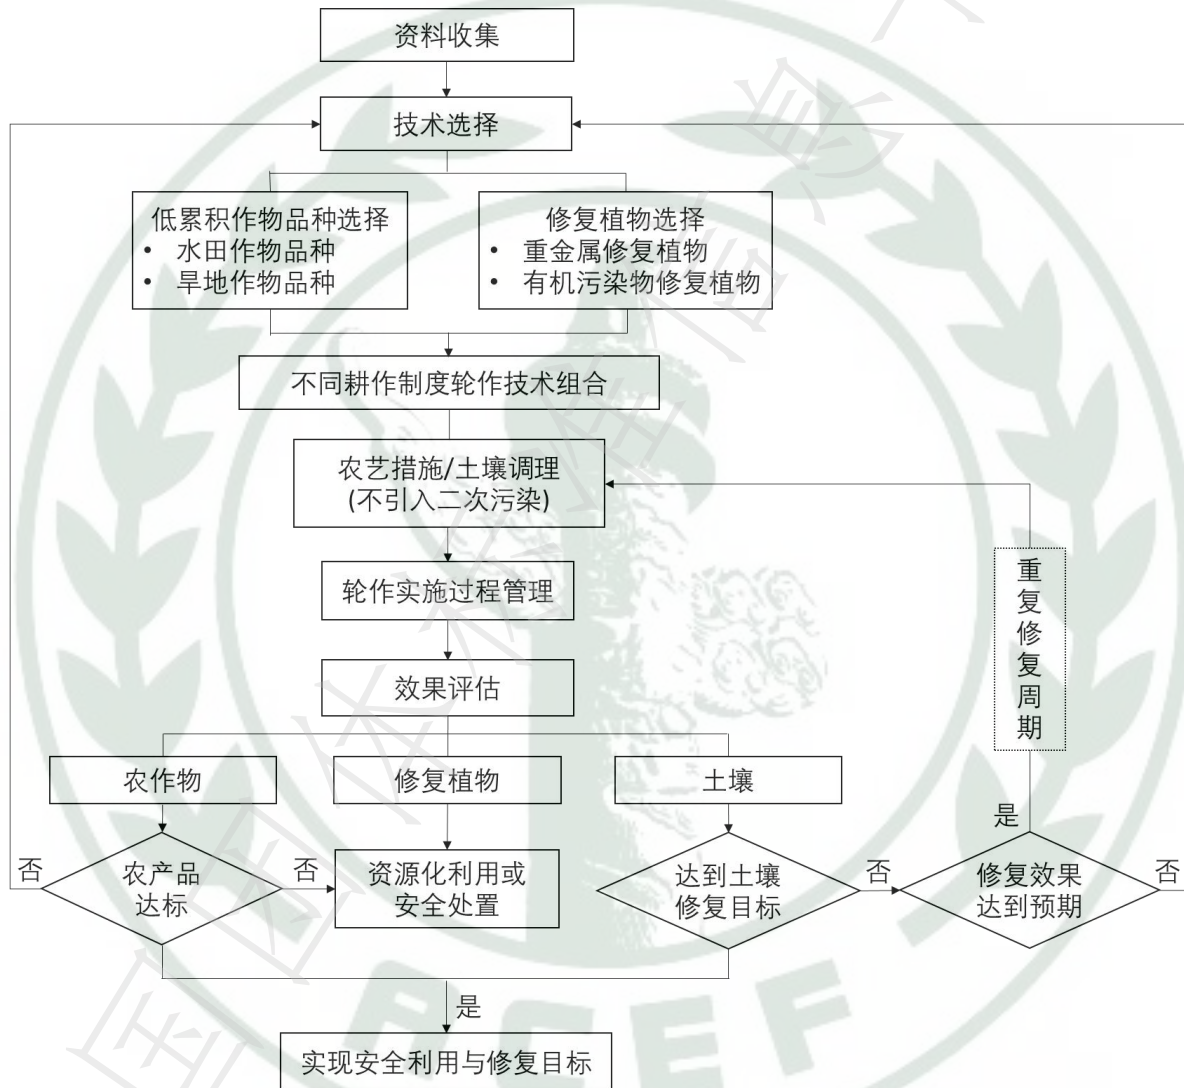 资料收集
技术选择
低累积作物品种选择
• 水田作物品种
• 旱地作物品种
修复植物选择
• 重金属修复植物
• 有机污染物修复植物
不同耕作制度轮作技术组合
农艺措施/土壤调理
(不引入二次污染)
轮作实施过程管理
效果评估
重复修复周期
农作物
修复植物
土壤
是
否
农产品
达标
否
资源化利用或
安全处置
达到土壤
修复目标
否
修复效果
达到预期
否
是
实现安全利用与修复目标
ACEF